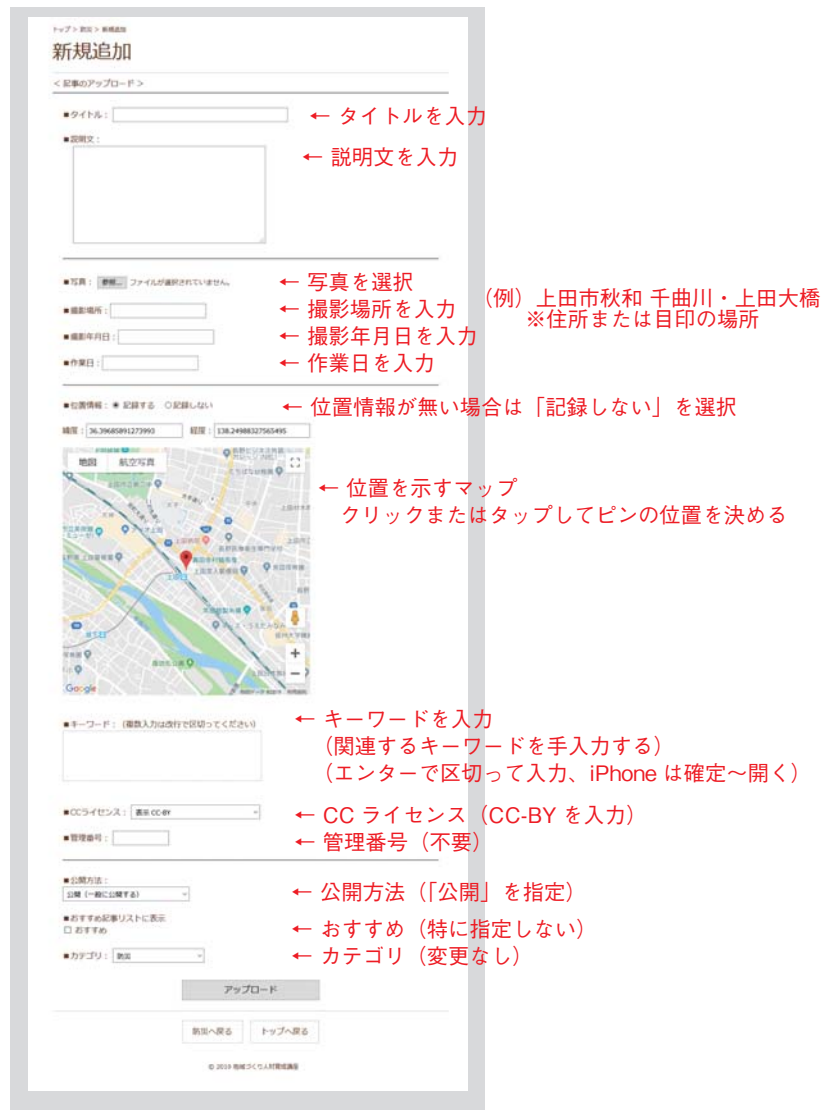 トップ > 防災 > 新規追加
新規追加
< 記事のアップロード >
■タイトル： ← タイトルを入力
■説明文： ← 説明文を入力
■写真： 参照... ファイルが選択されていません。 ← 写真を選択
■撮影場所： ← 撮影場所を入力 （例）上田市秋和 千曲川・上田大橋
※住所または目印の場所
■撮影年月日： ← 撮影年月日を入力
■作業日： ← 作業日を入力
■位置情報： 記録する 記録しない ← 位置情報が無い場合は「記録しない」を選択
緯度： 36.39685891273993 経度： 138.24988327565495
地図 航空写真
← 位置を示すマップ
クリックまたはタップしてピンの位置を決める
上田駅
Google
■キーワード： （複数入力は改行で区切ってください） ← キーワードを入力
（関連するキーワードを手入力する）
（エンターで区切って入力、iPhone は確定〜開く）
■CCライセンス： 表示 CC-BY ← CC ライセンス（CC-BY を入力）
■管理番号： ← 管理番号（不要）
■公開方法：
公開（一般に公開する） ← 公開方法（「公開」を指定）
■おすすめ記事リストに表示
おすすめ ← おすすめ（特に指定しない）
■カテゴリ： 防災 ← カテゴリ（変更なし）
アップロード
防災へ戻る トップへ戻る
© 2019 地域づくり人材養成講座